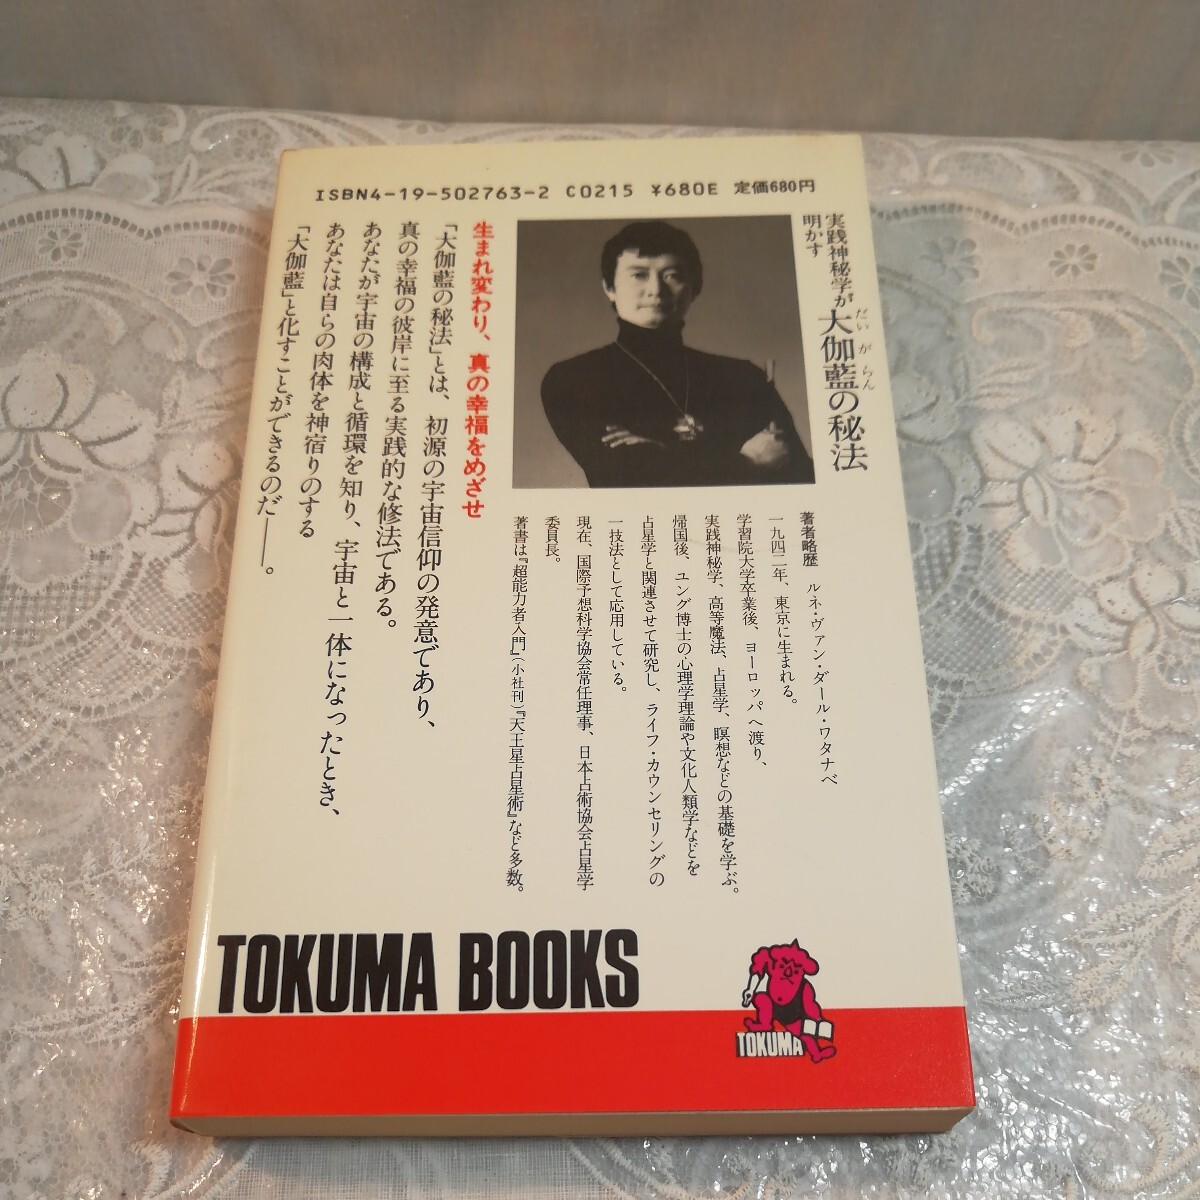 ISBN4-19-502763-2 C0215 ¥680E 定価680円
実践神秘学が
明かす
大伽藍の秘法
だいがらん
著者略歴 ルネ・ヴァン・ダール・ワタナベ
一九四二年、東京に生まれる。
学習院大学卒業後、ヨーロッパへ渡り、
実践神秘学、高等魔法、占星学、瞑想などの基礎を学ぶ。
帰国後、ユング博士の心理学理論や文化人類学などを
占星学と関連させて研究し、ライフ・カウンセリングの
一技法として応用している。
現在、国際予想科学協会常任理事、日本占術協会占星学
委員長。
著書は『超能力者入門』(小社刊)『天王星占星術』など多数。
生まれ変わり、真の幸福をめざせ
「大伽藍の秘法」とは、初源の宇宙信仰の発意であり、
真の幸福の彼岸に至る実践的な修法である。
あなたが宇宙の構成と循環を知り、宇宙と一体になったとき、
あなたは自らの肉体を神宿りのする
「大伽藍」と化すことができるのだ——。
TOKUMA BOOKS
TOKUMA